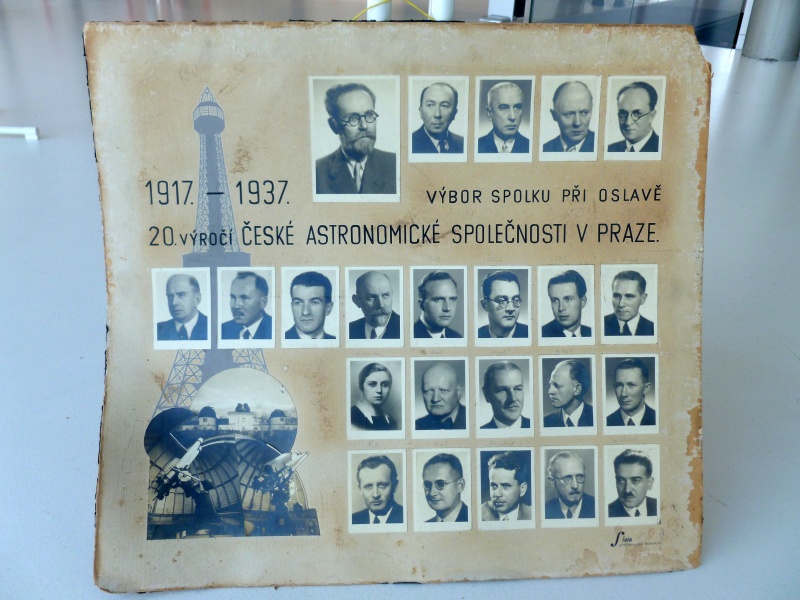 1917. – 1937.
VÝBOR SPOLKU PŘI OSLAVĚ
20. VÝROČÍ ČESKÉ ASTRONOMICKÉ SPOLEČNOSTI V PRAZE.